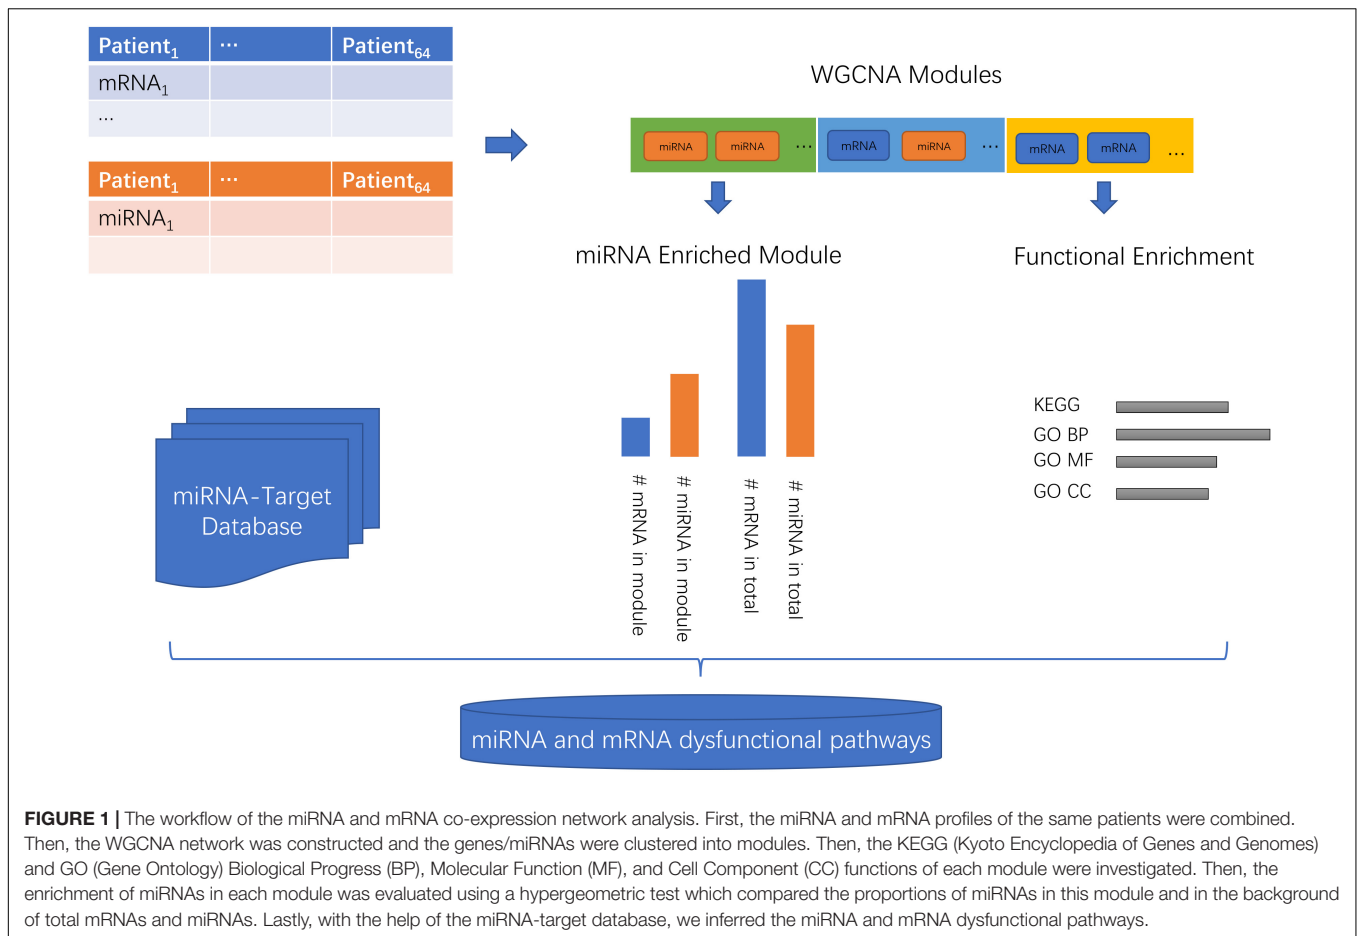 Patient1 ... Patient64
mRNA1
...
Patient1 ... Patient64
miRNA1
WGCNA Modules
miRNA miRNA ... mRNA miRNA ... mRNA mRNA ...
miRNA Enriched Module
Functional Enrichment
# mRNA in module
# miRNA in module
# mRNA in total
# miRNA in total
KEGG
GO BP
GO MF
GO CC
miRNA-Target
Database
miRNA and mRNA dysfunctional pathways
FIGURE 1 | The workflow of the miRNA and mRNA co-expression network analysis. First, the miRNA and mRNA profiles of the same patients were combined.
Then, the WGCNA network was constructed and the genes/miRNAs were clustered into modules. Then, the KEGG (Kyoto Encyclopedia of Genes and Genomes)
and GO (Gene Ontology) Biological Progress (BP), Molecular Function (MF), and Cell Component (CC) functions of each module were investigated. Then, the
enrichment of miRNAs in each module was evaluated using a hypergeometric test which compared the proportions of miRNAs in this module and in the background
of total mRNAs and miRNAs. Lastly, with the help of the miRNA-target database, we inferred the miRNA and mRNA dysfunctional pathways.